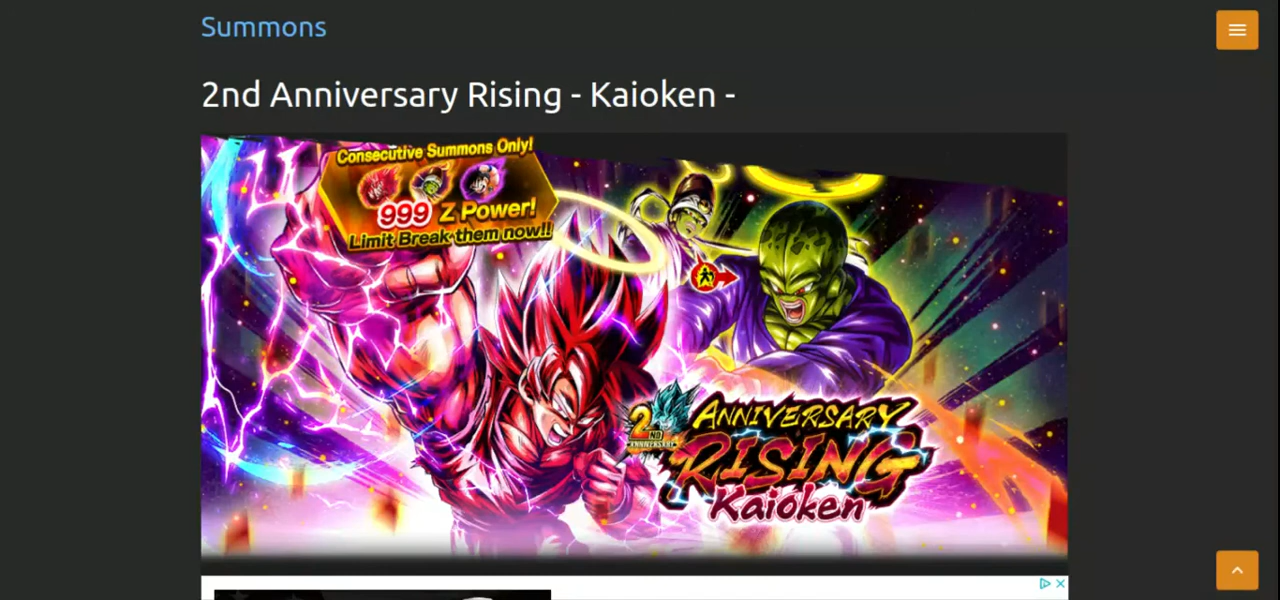 Summons
2nd Anniversary Rising - Kaioken -
Consecutive Summons Only!
999 Z Power!
Limit Break them now!!
2ND
ANNIVERSARY
ANNIVERSARY
RISING
Kaioken